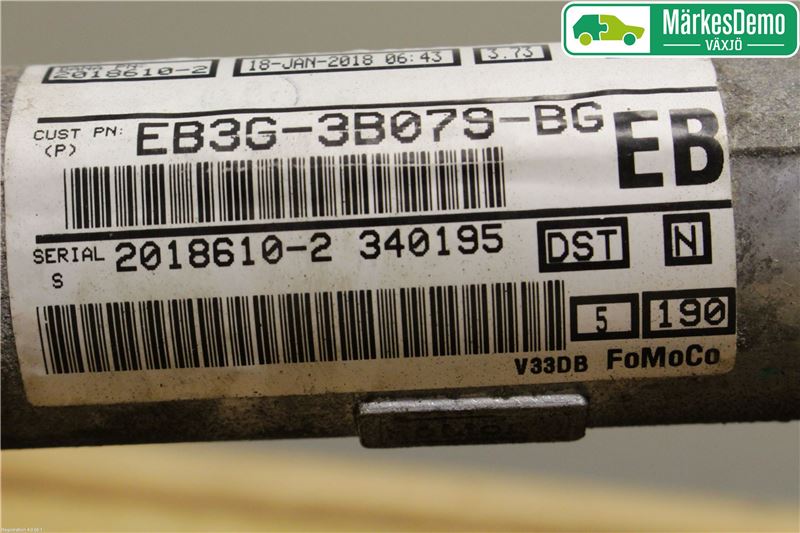 MärkesDemo
VÄXJÖ
2018610-2 18-JAN-2018 06:43 3.73
CUST PN: EB3G-3B079-BG EB
(P)
SERIAL 2018610-2 340195 DST N
S
5 190
V33DB FoMoCo